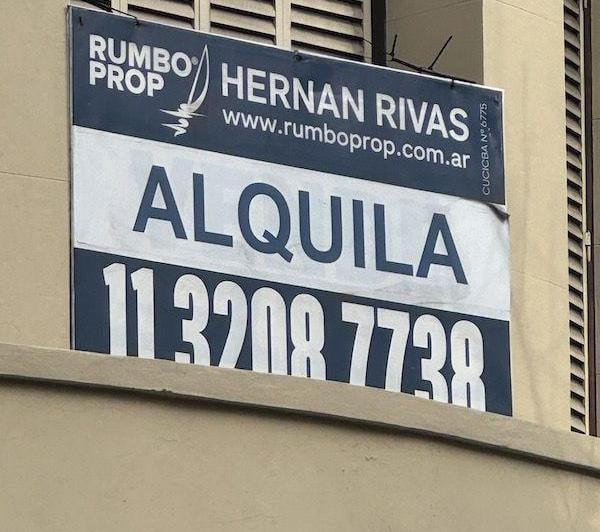 RUMBO®
PROP
HERNAN RIVAS
www.rumboprop.com.ar
CUCICBA Nº 6775
ALQUILA
11 3208 7738